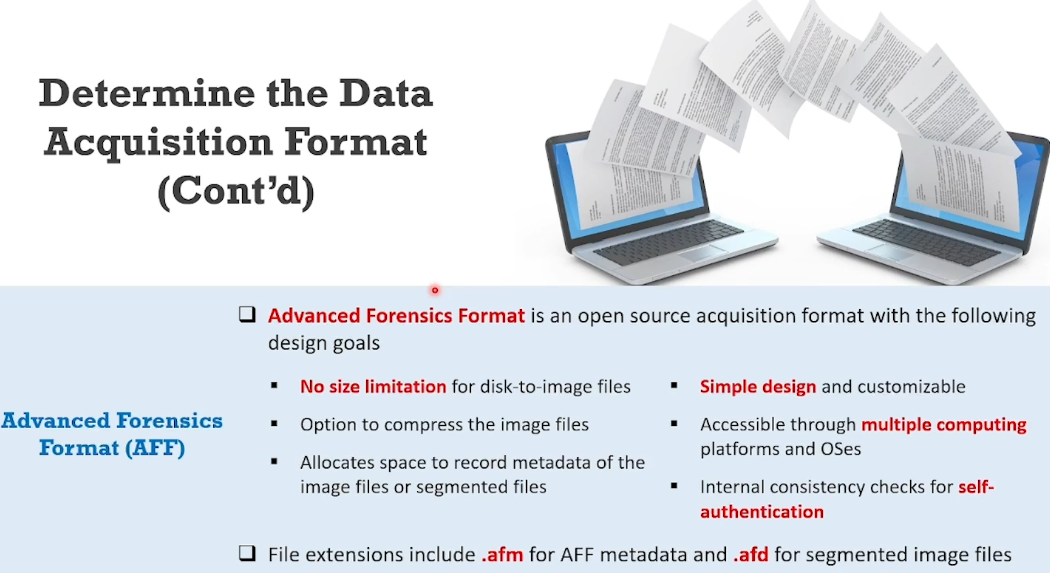 Determine the Data
Acquisition Format
(Cont’d)
❑ Advanced Forensics Format is an open source acquisition format with the following
design goals
▪ No size limitation for disk-to-image files
▪ Option to compress the image files
▪ Allocates space to record metadata of the
image files or segmented files
▪ Simple design and customizable
▪ Accessible through multiple computing
platforms and OSes
▪ Internal consistency checks for self-
authentication
Advanced Forensics
Format (AFF)
❑ File extensions include .afm for AFF metadata and .afd for segmented image files